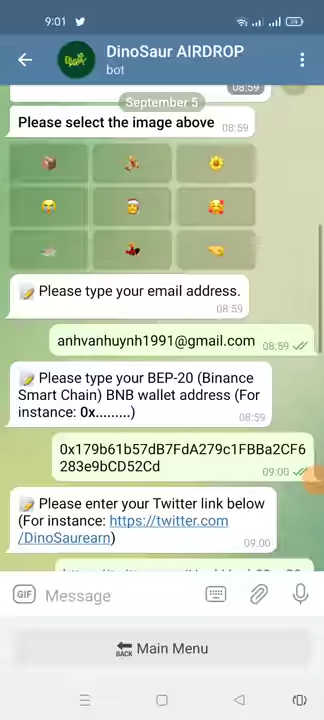 9:01
74
DinoSaur AIRDROP
bot
08:59
September 5
Please select the image above
08:59
Please type your email address.
08:59
anhvanhuynh1991@gmail.com
08:59
Please type your BEP-20 (Binance
Smart Chain) BNB wallet address (For
instance: 0x.........)
08:59
0x179b61b57dB7FdA279c1FBBa2CF6
283e9bCD52Cd
09:00
Please enter your Twitter link below
(For instance: https://twitter.com
/DinoSaurearn)
09:00
GIF
Message
BACK Main Menu